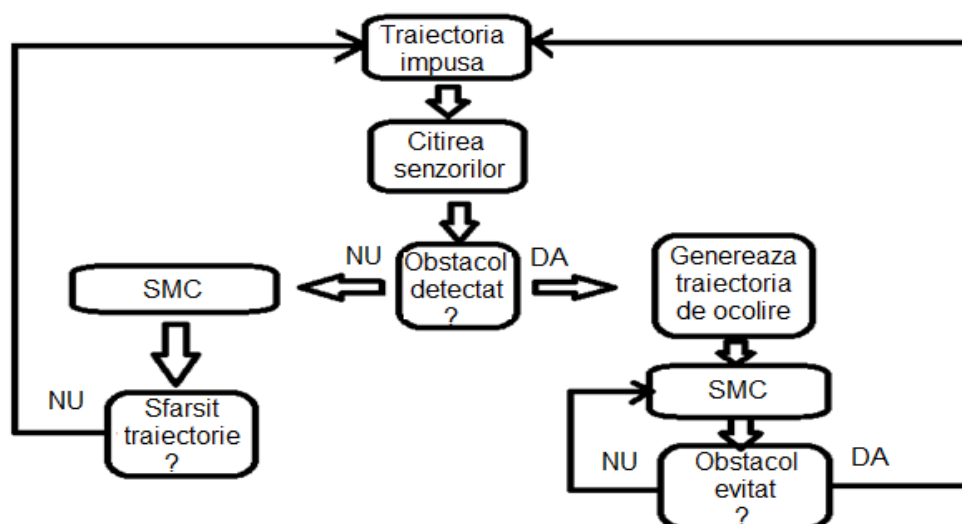 Traiectoria
impusa
Citirea
senzorilor
NU
Obstacol
detectat
?
DA
Genereaza
traiectoria
de ocolire
SMC
SMC
NU
Sfarsit
traiectorie
?
NU
Obstacol
evitat
?
DA